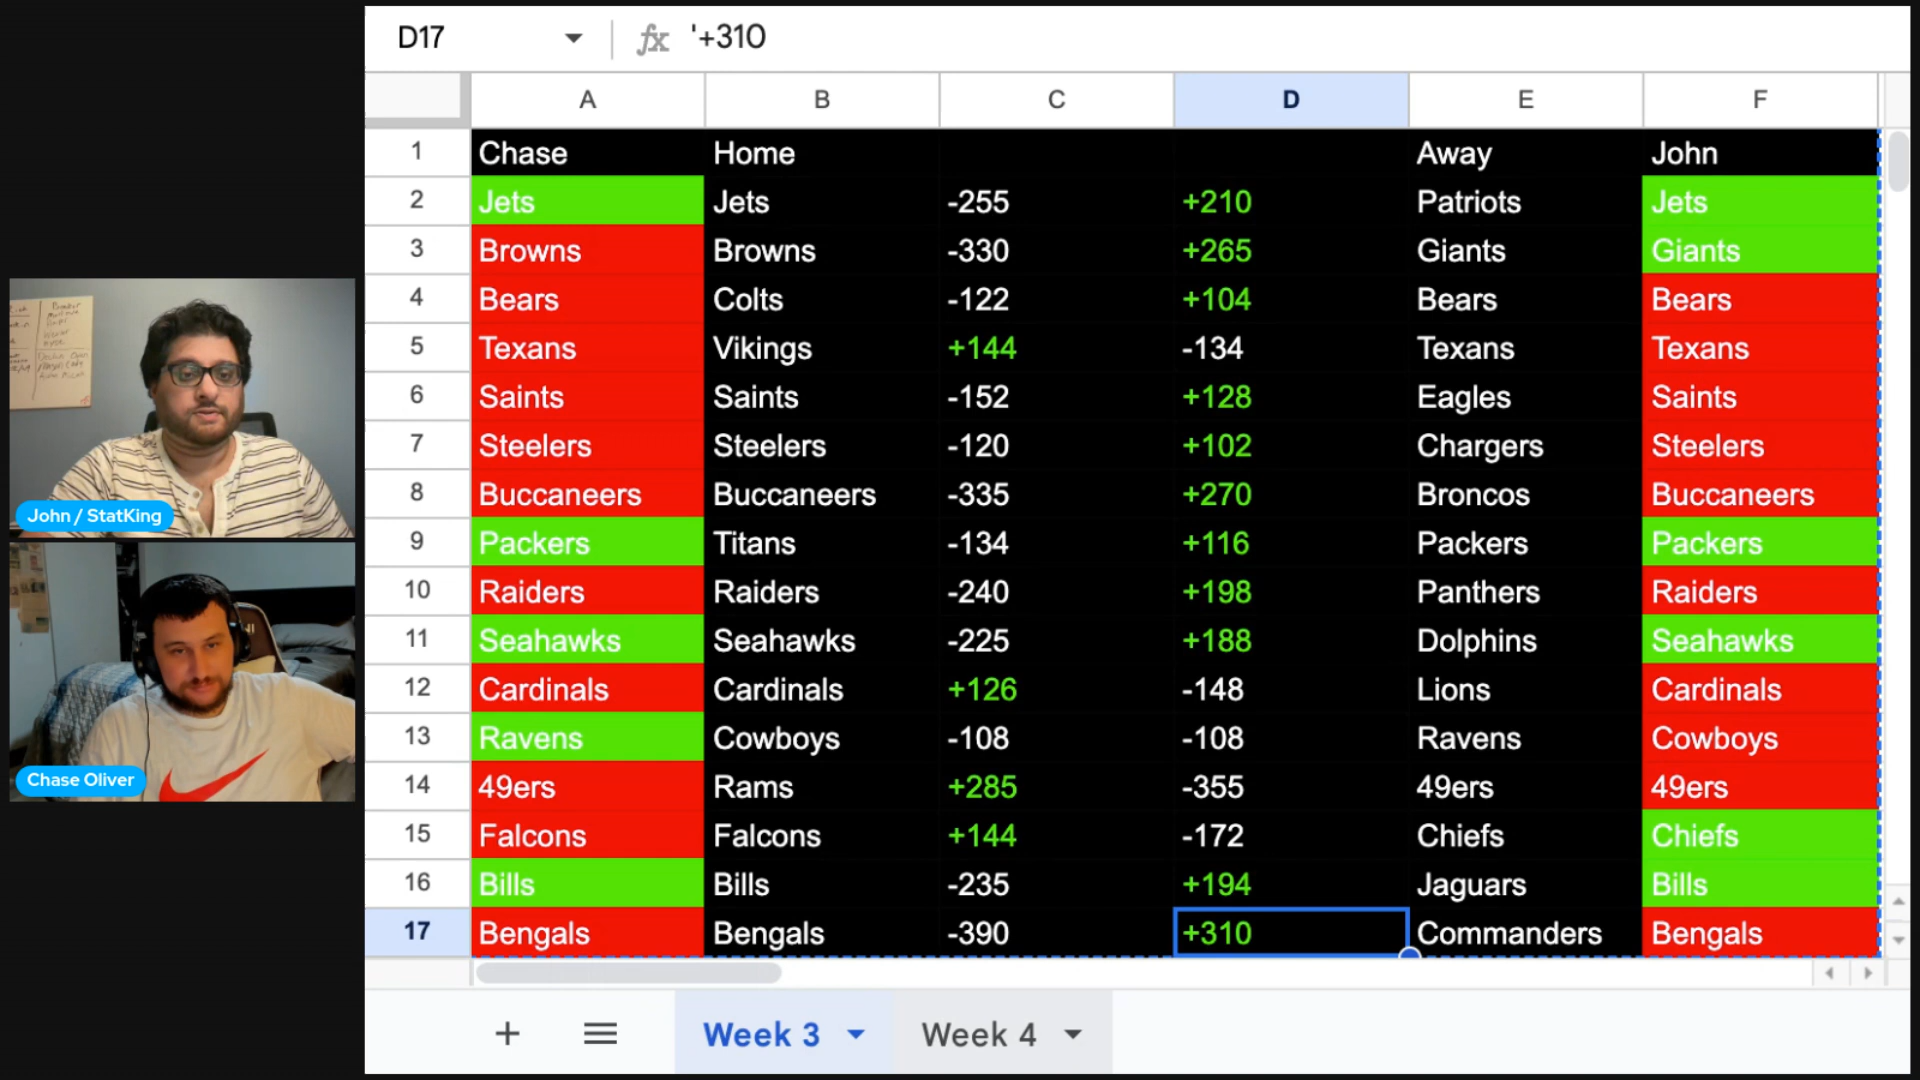 D17 fx '+310
A B C D E F
1 Chase Home Away John
2 Jets Jets -255 +210 Patriots Jets
3 Browns Browns -330 +265 Giants Giants
4 Bears Colts -122 +104 Bears Bears
5 Texans Vikings +144 -134 Texans Texans
6 Saints Saints -152 +128 Eagles Saints
7 Steelers Steelers -120 +102 Chargers Steelers
8 Buccaneers Buccaneers -335 +270 Broncos Buccaneers
9 Packers Titans -134 +116 Packers Packers
10 Raiders Raiders -240 +198 Panthers Raiders
11 Seahawks Seahawks -225 +188 Dolphins Seahawks
12 Cardinals Cardinals +126 -148 Lions Cardinals
13 Ravens Cowboys -108 -108 Ravens Cowboys
14 49ers Rams +285 -355 49ers 49ers
15 Falcons Falcons +144 -172 Chiefs Chiefs
16 Bills Bills -235 +194 Jaguars Bills
17 Bengals Bengals -390 +310 Commanders Bengals
Week 3 Week 4
John / StatKing
Chase Oliver